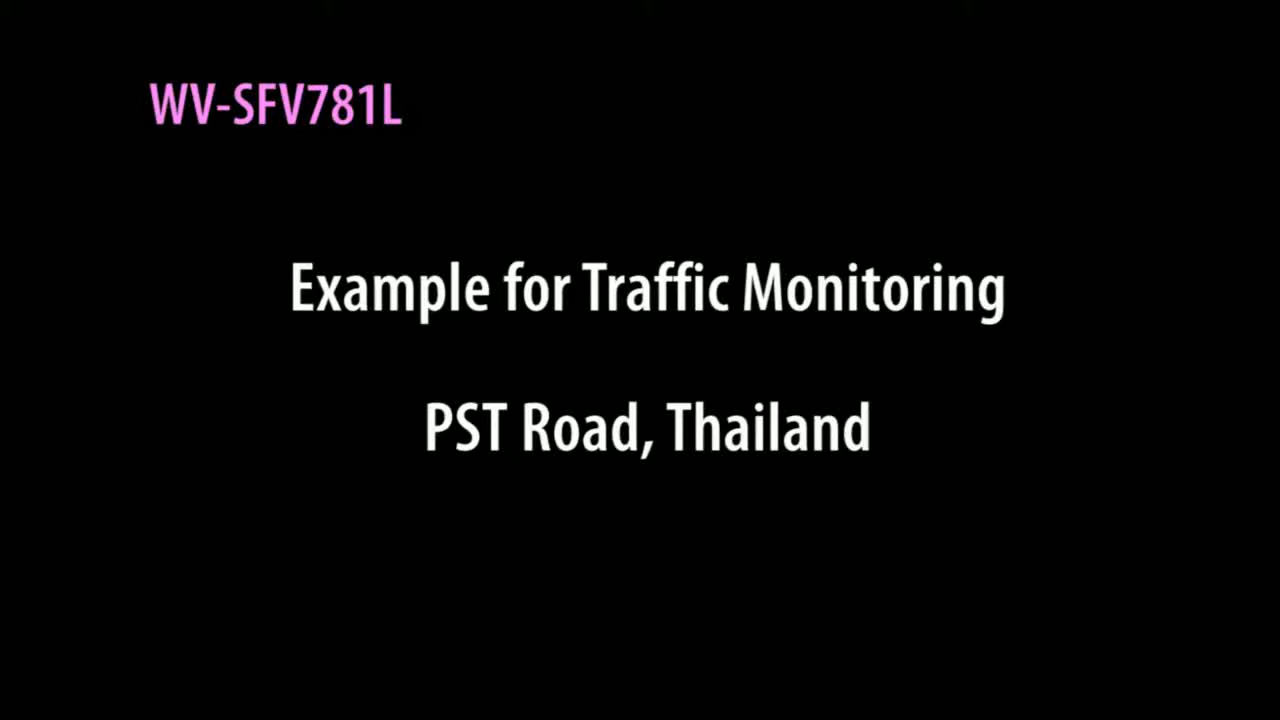 WV-SFV781L
Example for Traffic Monitoring
PST Road, Thailand